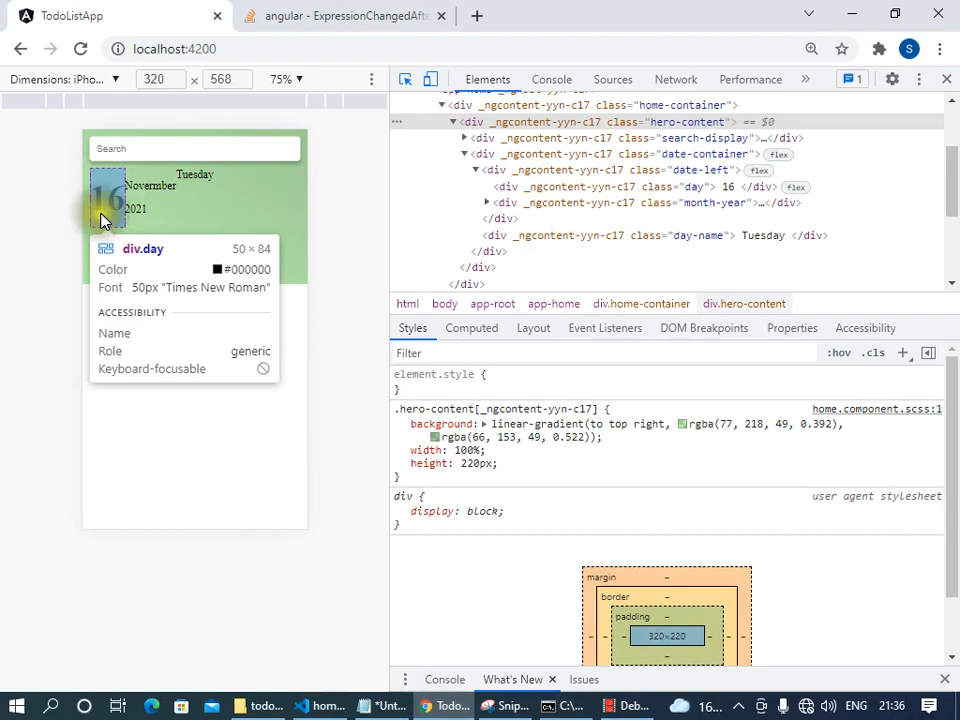 TodoListApp
angular - ExpressionChangedAfte
localhost:4200
S
Dimensions: iPho... 320 × 568 75%
Elements Console Sources Network Performance » 1
<div _ngcontent-yyn-c17 class="home-container">
<div _ngcontent-yyn-c17 class="hero-content"> == $0
<div _ngcontent-yyn-c17 class="search-display">…</div>
<div _ngcontent-yyn-c17 class="date-container"> flex
<div _ngcontent-yyn-c17 class="date-left"> flex
<div _ngcontent-yyn-c17 class="day"> 16 </div> flex
<div _ngcontent-yyn-c17 class="month-year">…</div>
</div>
<div _ngcontent-yyn-c17 class="day-name"> Tuesday </div>
</div>
</div>
</div>
html body app-root app-home div.home-container div.hero-content
Styles Computed Layout Event Listeners DOM Breakpoints Properties Accessibility
Filter :hov .cls +
element.style {
}
.hero-content[_ngcontent-yyn-c17] { home.component.scss:1
background: linear-gradient(to top right, rgba(77, 218, 49, 0.392),
rgba(66, 153, 49, 0.522));
width: 100%;
height: 220px;
}
div { user agent stylesheet
display: block;
}
margin -
border -
padding -
- - - 320×220 - - -
-
Search
Tuesday
16 Novermber
2021
div.day 50 × 84
Color #000000
Font 50px "Times New Roman"
ACCESSIBILITY
Name
Role generic
Keyboard-focusable
Console What's New Issues
todo... hom... *Unt... Todo... Snip... C:\... Deb... 16... ENG 21:36